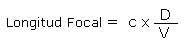 Longitud Focal = c x D/V